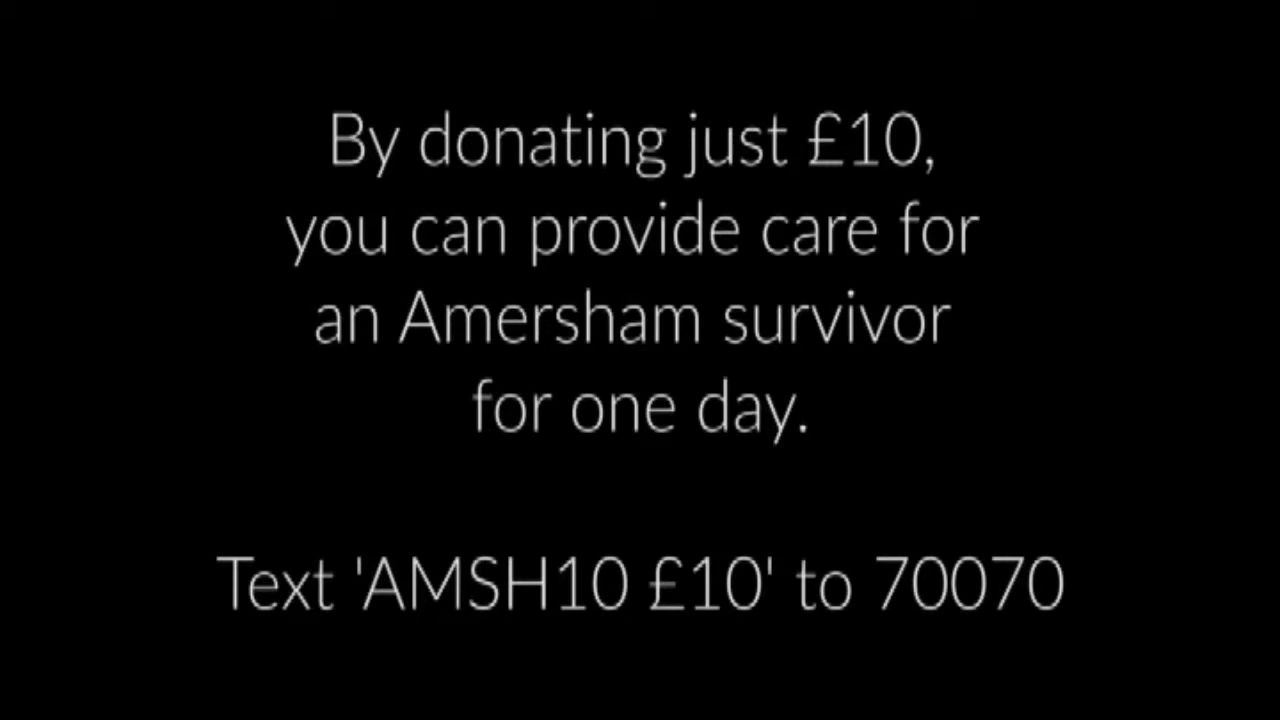 By donating just £10,
you can provide care for
an Amersham survivor
for one day.
Text 'AMSH10 £10' to 70070